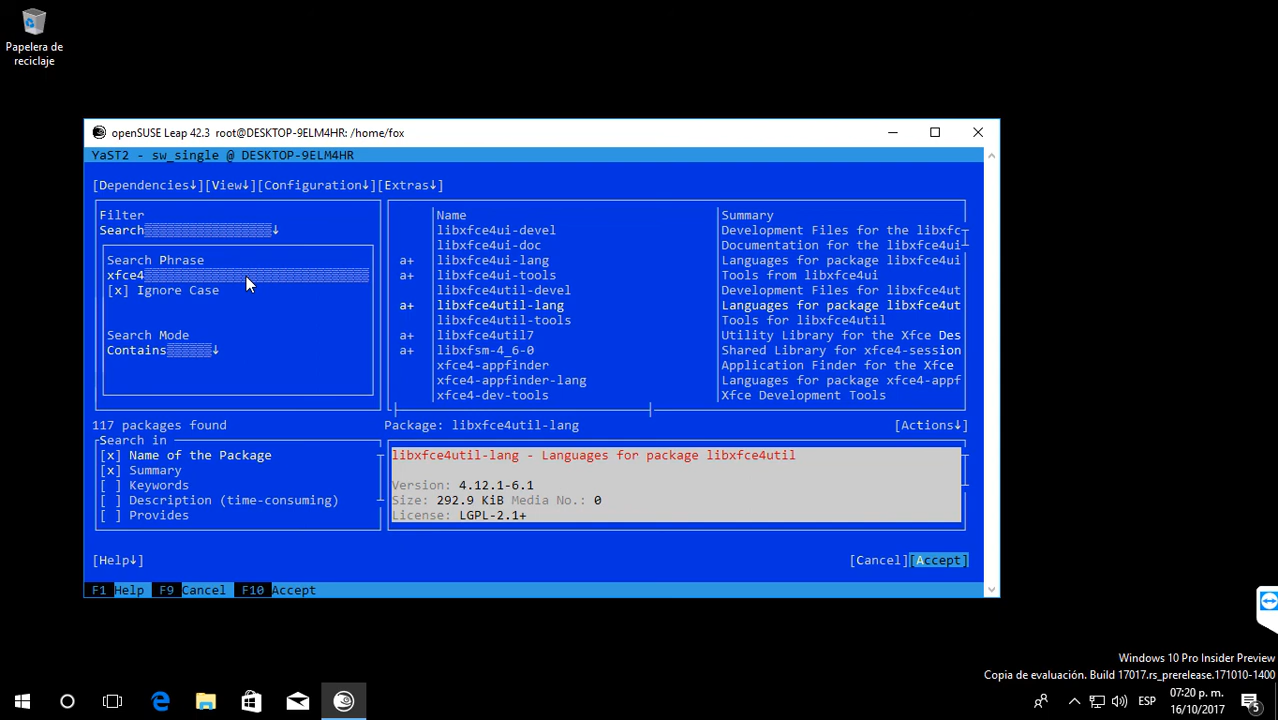 Papelera de
reciclaje
openSUSE Leap 42.3 root@DESKTOP-9ELM4HR: /home/fox
YaST2 - sw_single @ DESKTOP-9ELM4HR
[Dependencies↓][View↓][Configuration↓][Extras↓]
Filter
Search↓
Search Phrase
xfce4
[x] Ignore Case
Search Mode
Contains↓
Name Summary
libxfce4ui-devel Development Files for the libxfc
libxfce4ui-doc Documentation for the libxfce4ui
a+ libxfce4ui-lang Languages for package libxfce4ui
a+ libxfce4ui-tools Tools from libxfce4ui
libxfce4util-devel Development Files for libxfce4ut
a+ libxfce4util-lang Languages for package libxfce4ut
libxfce4util-tools Tools for libxfce4util
a+ libxfce4util7 Utility Library for the Xfce Des
a+ libxfsm-4_6-0 Shared Library for xfce4-session
xfce4-appfinder Application Finder for the Xfce
xfce4-appfinder-lang Languages for package xfce4-appf
xfce4-dev-tools Xfce Development Tools
117 packages found
Package: libxfce4util-lang [Actions↓]
Search in
[x] Name of the Package
[x] Summary
[ ] Keywords
[ ] Description (time-consuming)
[ ] Provides
libxfce4util-lang - Languages for package libxfce4util
Version: 4.12.1-6.1
Size: 292.9 KiB Media No.: 0
License: LGPL-2.1+
[Help↓] [Cancel][Accept]
F1 Help F9 Cancel F10 Accept
Windows 10 Pro Insider Preview
Copia de evaluación. Build 17017.rs_prerelease.171010-1400
ESP
07:20 p. m.
16/10/2017
5